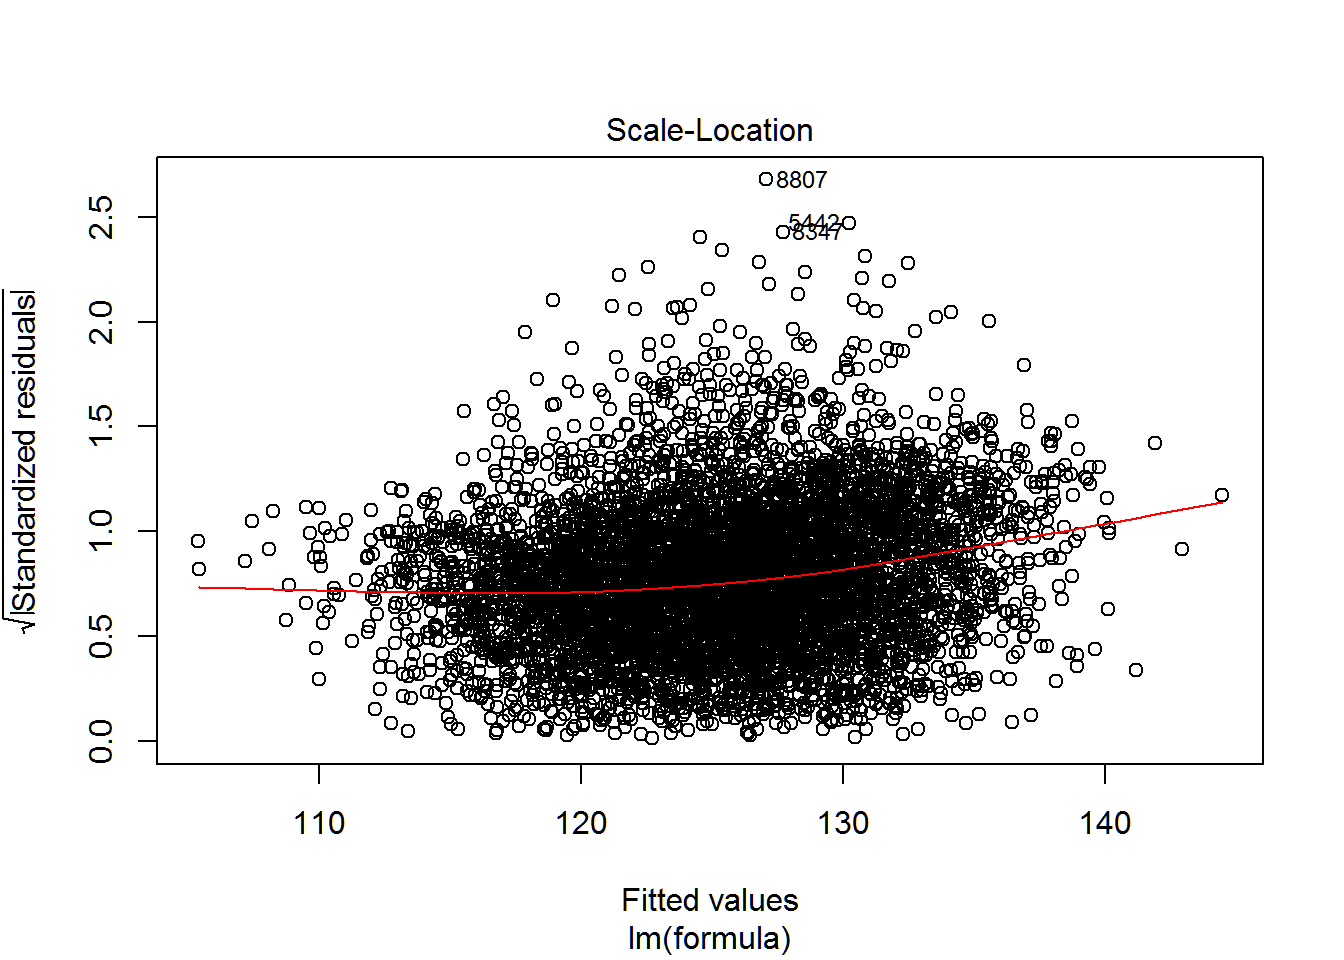 Scale-Location
√|Standardized residuals|
2.5
2.0
1.5
1.0
0.5
0.0
8807
5442
8347
110 120 130 140
Fitted values
lm(formula)